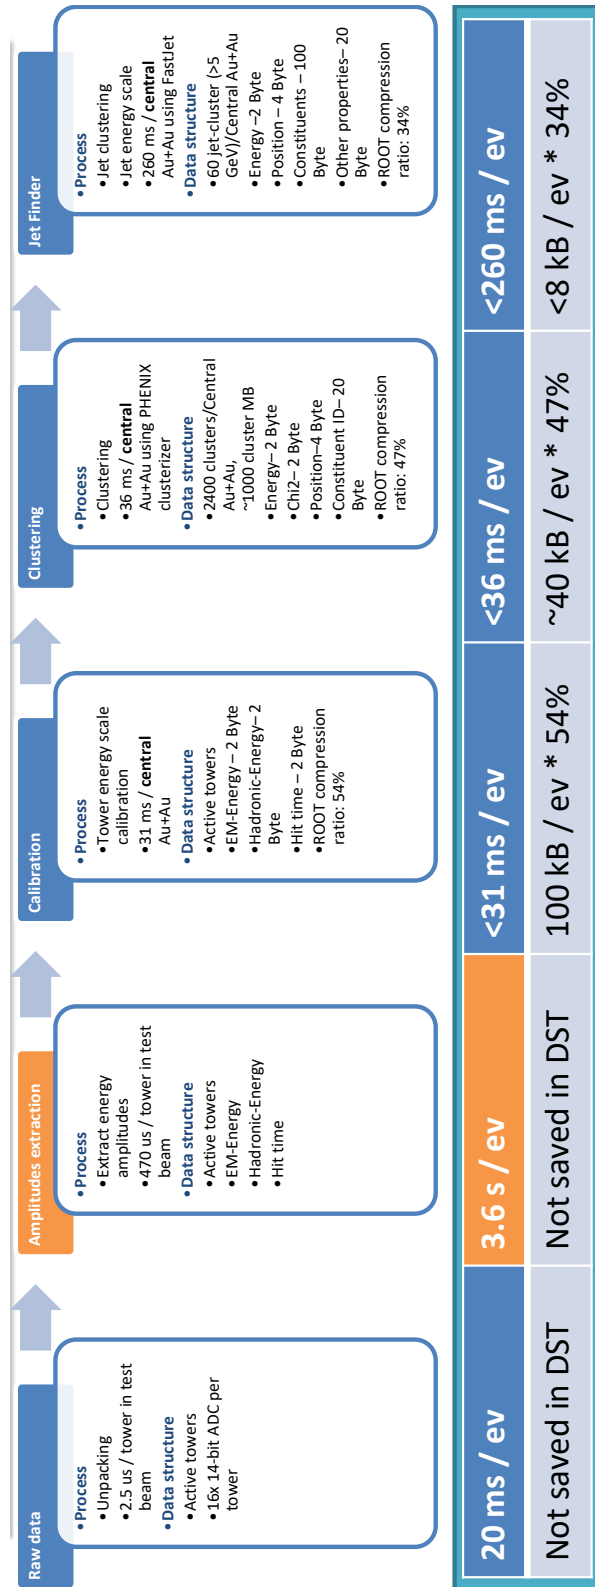 Raw data
• Process
• Unpacking
• 2.5 us / tower in test
beam
• Data structure
• Active towers
• 16x 14-bit ADC per
tower
Amplitudes extraction
• Process
• Extract energy
amplitudes
• 470 us / tower in test
beam
• Data structure
• Active towers
• EM-Energy
• Hadronic-Energy
• Hit time
Calibration
• Process
• Tower energy scale
calibration
• 31 ms / central
Au+Au
• Data structure
• Active towers
• EM-Energy – 2 Byte
• Hadronic-Energy– 2
Byte
• Hit time – 2 Byte
• ROOT compression
ratio: 54%
Clustering
• Process
• Clustering
• 36 ms / central
Au+Au using PHENIX
clusterizer
• Data structure
• 2400 clusters/Central
Au+Au,
~1000 cluster MB
• Energy– 2 Byte
• Chi2– 2 Byte
• Position–4 Byte
• Constituent ID– 20
Byte
• ROOT compression
ratio: 47%
Jet Finder
• Process
• Jet clustering
• Jet energy scale
• 260 ms / central
Au+Au using FastJet
• Data structure
• 60 jet-cluster (>5
GeV)/Central Au+Au
• Energy –2 Byte
• Position – 4 Byte
• Constituents – 100
Byte
• Other properties– 20
Byte
• ROOT compression
ratio: 34%
20 ms / ev
3.6 s / ev
<31 ms / ev
<36 ms / ev
<260 ms / ev
Not saved in DST
Not saved in DST
100 kB / ev * 54%
~40 kB / ev * 47%
<8 kB / ev * 34%